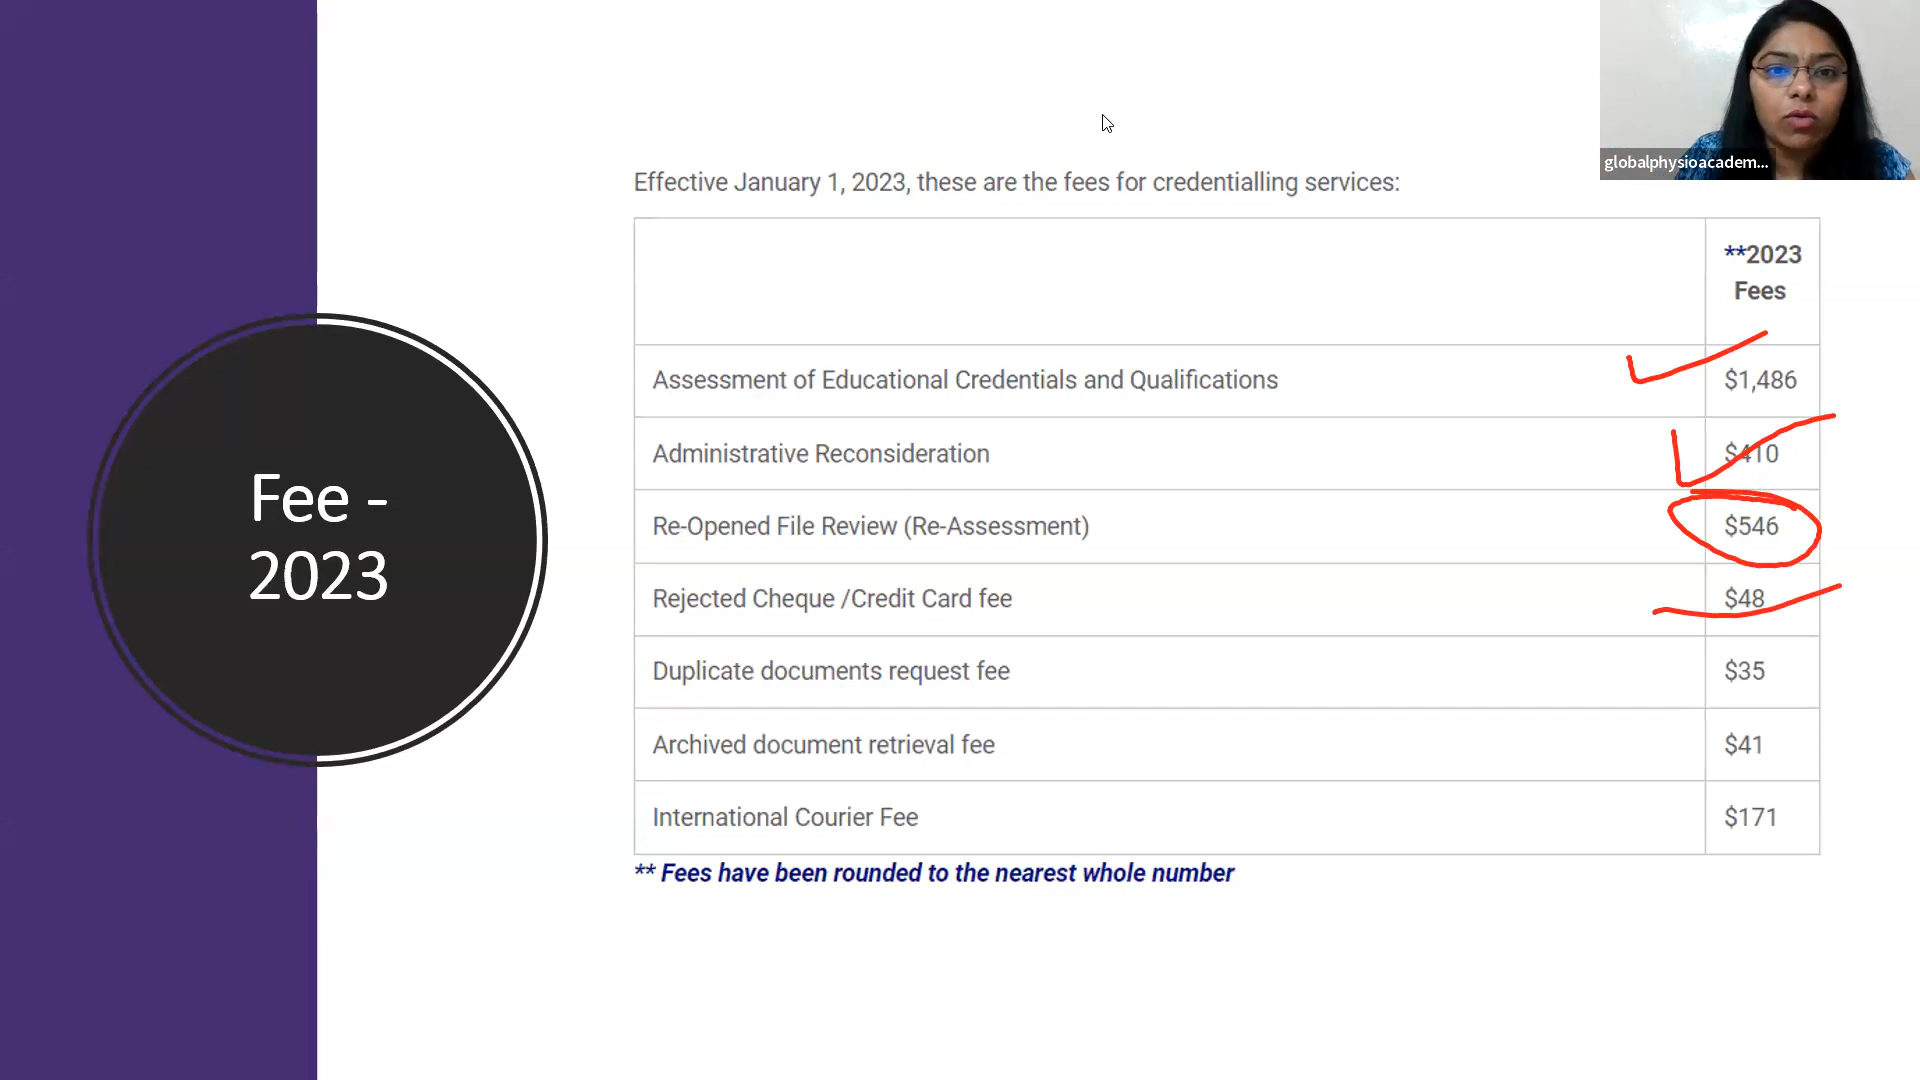 Fee -
2023
Effective January 1, 2023, these are the fees for credentialling services:
**2023
Fees
Assessment of Educational Credentials and Qualifications $1,486
Administrative Reconsideration $410
Re-Opened File Review (Re-Assessment) $546
Rejected Cheque /Credit Card fee $48
Duplicate documents request fee $35
Archived document retrieval fee $41
International Courier Fee $171
** Fees have been rounded to the nearest whole number
globalphysioacadem...